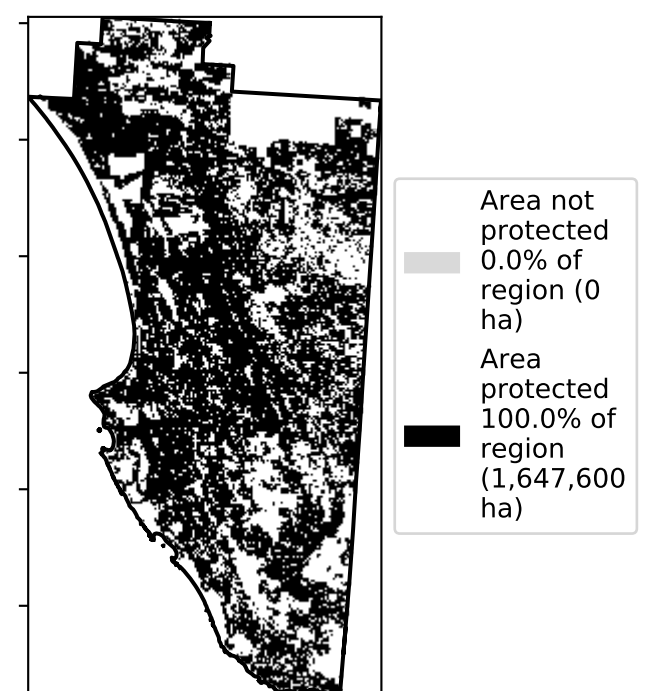 Area not
protected
0.0% of
region (0
ha)
Area
protected
100.0% of
region
(1,647,600
ha)